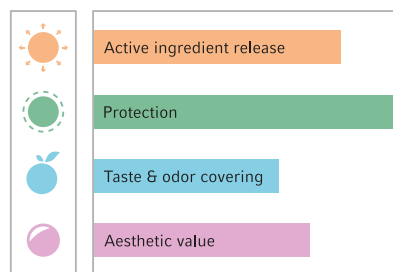 Active ingredient release
Protection
Taste & odor covering
Aesthetic value